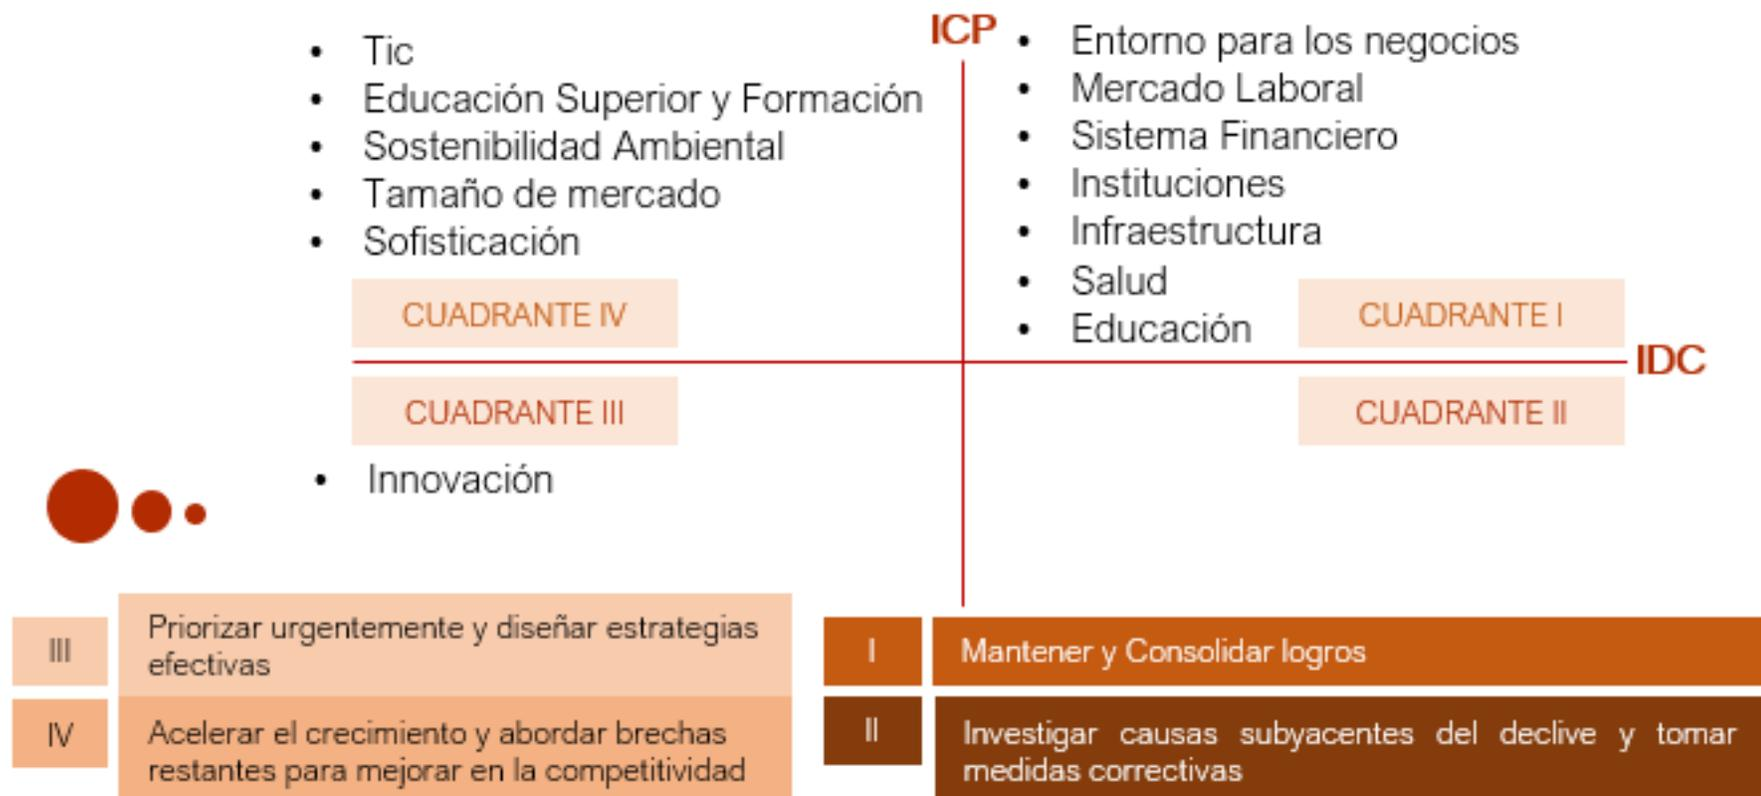 ICP
• Tic
• Educación Superior y Formación
• Sostenibilidad Ambiental
• Tamaño de mercado
• Sofisticación
CUADRANTE IV
• Entorno para los negocios
• Mercado Laboral
• Sistema Financiero
• Instituciones
• Infraestructura
• Salud
• Educación
CUADRANTE I
IDC
CUADRANTE III
• Innovación
CUADRANTE II
III
Priorizar urgentemente y diseñar estrategias
efectivas
IV
Acelerar el crecimiento y abordar brechas
restantes para mejorar en la competitividad
I
Mantener y Consolidar logros
II
Investigar causas subyacentes del declive y tomar
medidas correctivas